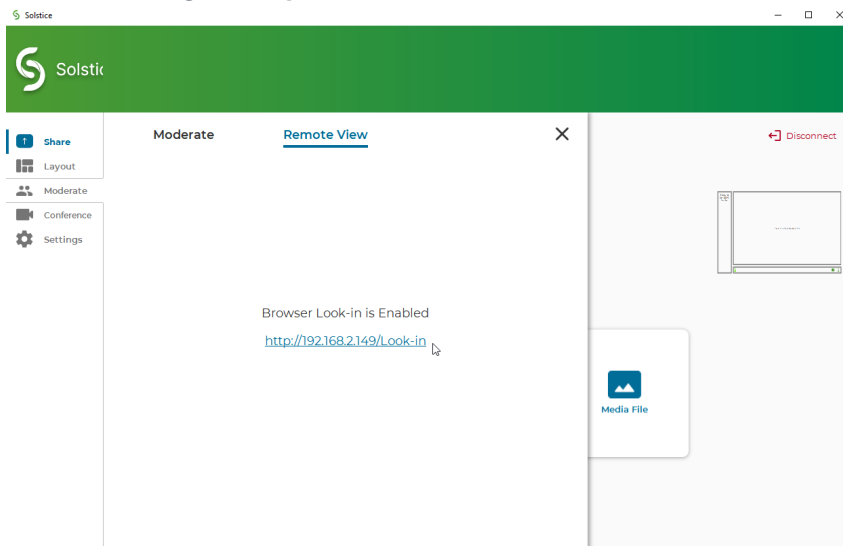 Solstice
Solstic
Share
Layout
Moderate
Conference
Settings
Moderate
Remote View
Disconnect
Browser Look-in is Enabled
http://192.168.2.149/Look-in
Media File